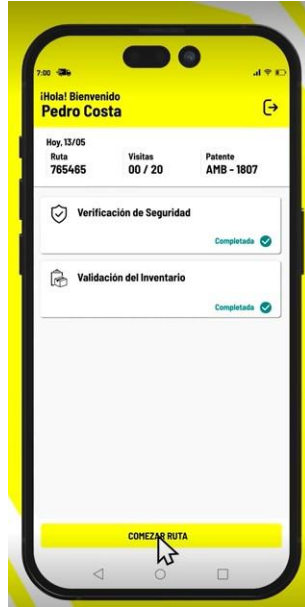 7:00
¡Hola! Bienvenido
Pedro Costa
Hoy, 13/05
Ruta Visitas Patente
765465 00 / 20 AMB - 1807
Verificación de Seguridad
Completada
Validación del Inventario
Completada
COMEZAR RUTA